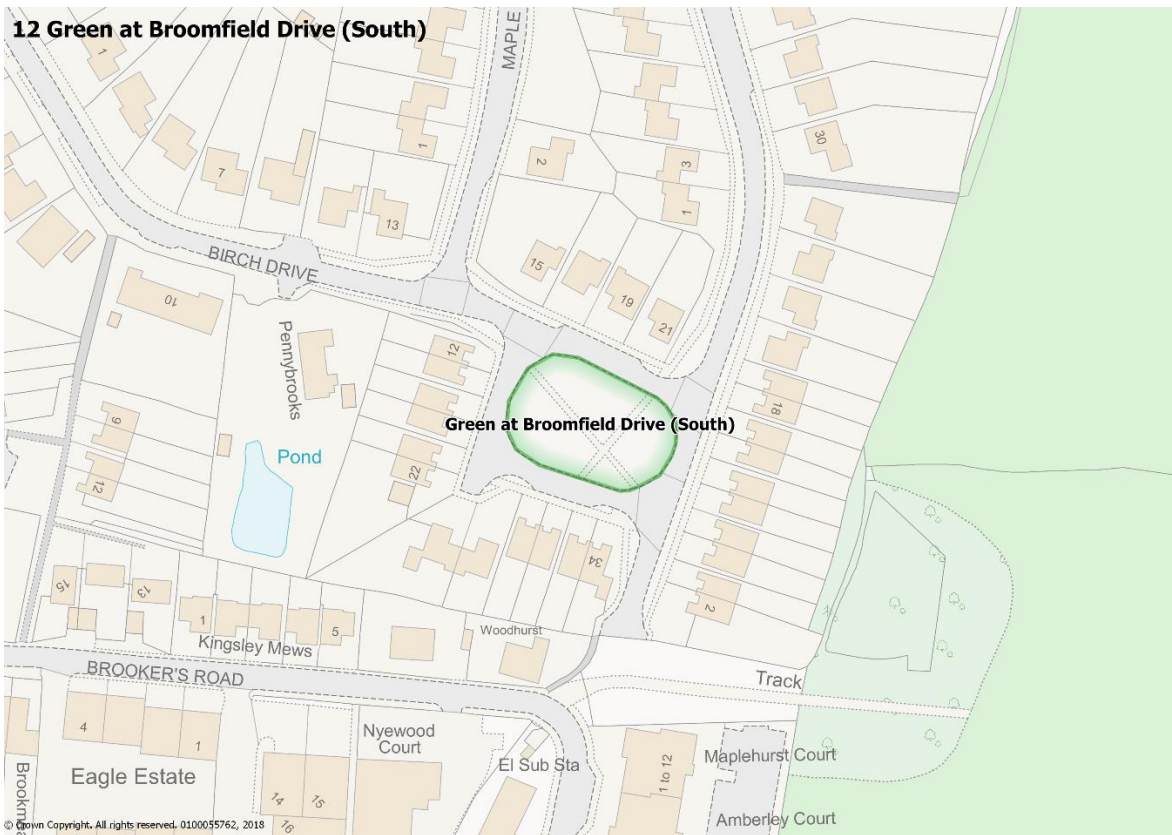 12 Green at Broomfield Drive (South)
MAPLE
1
1
7
13
2
3
1
30
BIRCH DRIVE
15
19
21
10
Pennybrooks
12
Green at Broomfield Drive (South)
18
9
22
12
Pond
34
2
15
13
1
5
Kingsley Mews
Woodhurst
BROOKER'S ROAD
Track
4
1
Nyewood
Court
El Sub Sta
Maplehurst Court
1 to 12
Eagle Estate
14
15
16
Amberley Court
© Crown Copyright. All rights reserved. 0100055762, 2018